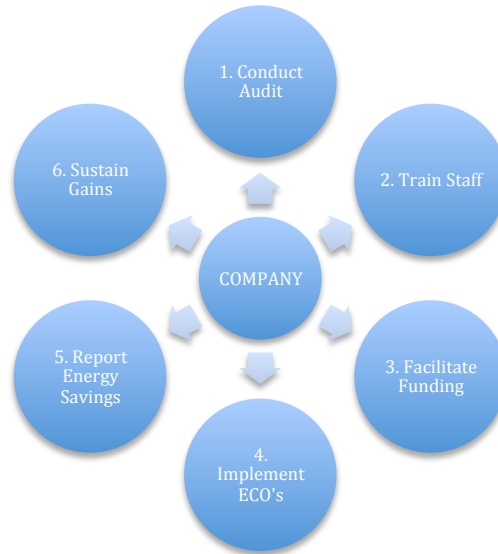 1. Conduct
Audit
2. Train Staff
3. Facilitate
Funding
4.
Implement
ECO's
5. Report
Energy
Savings
6. Sustain
Gains
COMPANY